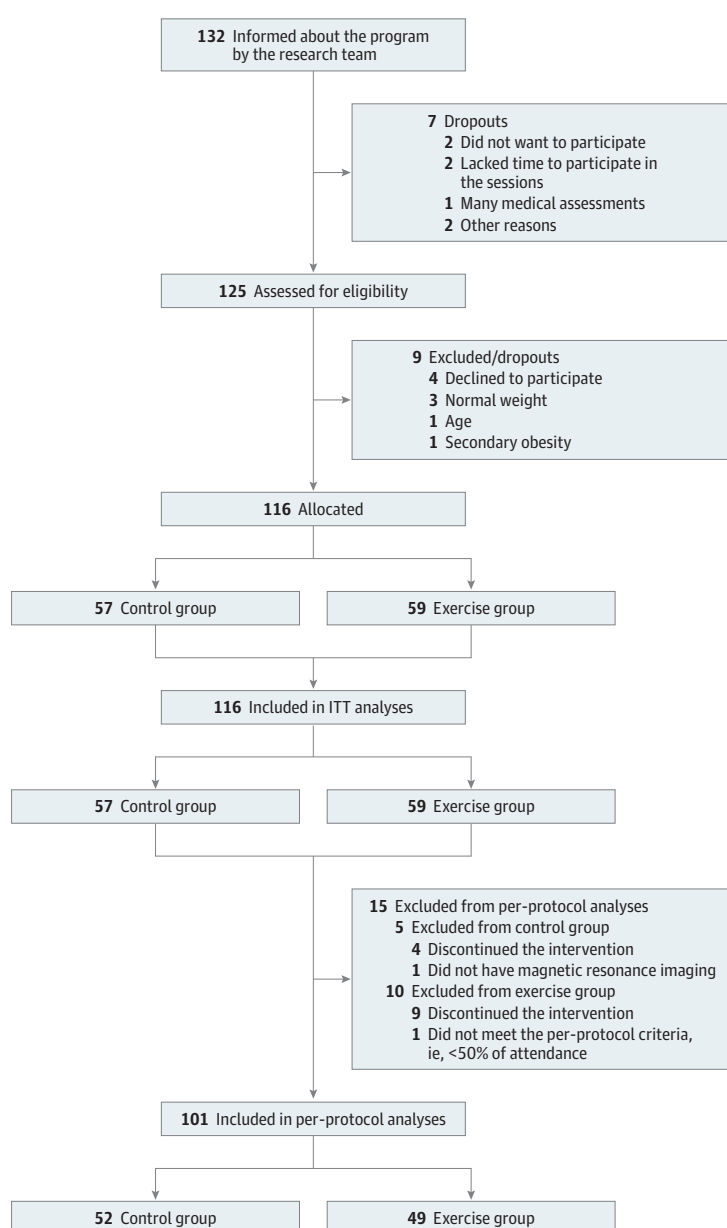 132 Informed about the program
by the research team
7 Dropouts
2 Did not want to participate
2 Lacked time to participate in
the sessions
1 Many medical assessments
2 Other reasons
125 Assessed for eligibility
9 Excluded/dropouts
4 Declined to participate
3 Normal weight
1 Age
1 Secondary obesity
116 Allocated
57 Control group
59 Exercise group
116 Included in ITT analyses
57 Control group
59 Exercise group
15 Excluded from per-protocol analyses
5 Excluded from control group
4 Discontinued the intervention
1 Did not have magnetic resonance imaging
10 Excluded from exercise group
9 Discontinued the intervention
1 Did not meet the per-protocol criteria,
ie, <50% of attendance
101 Included in per-protocol analyses
52 Control group
49 Exercise group